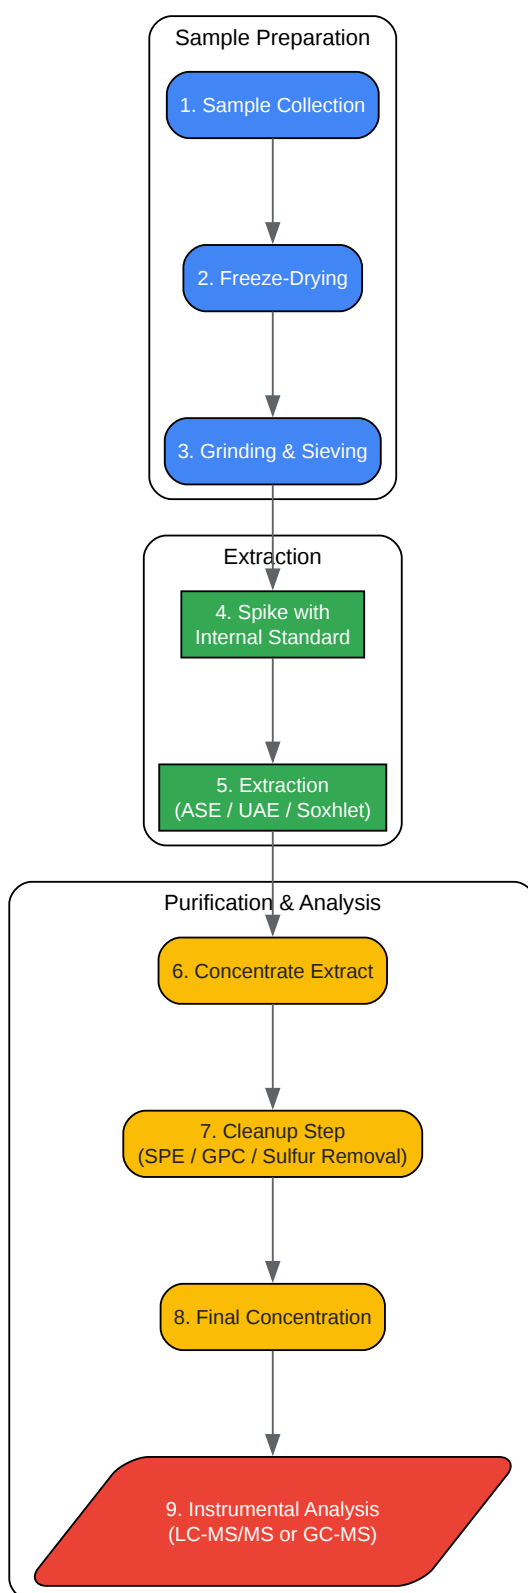 Sample Preparation
1. Sample Collection
2. Freeze-Drying
3. Grinding & Sieving
Extraction
4. Spike with
Internal Standard
5. Extraction
(ASE / UAE / Soxhlet)
Purification & Analysis
6. Concentrate Extract
7. Cleanup Step
(SPE / GPC / Sulfur Removal)
8. Final Concentration
9. Instrumental Analysis
(LC-MS/MS or GC-MS)